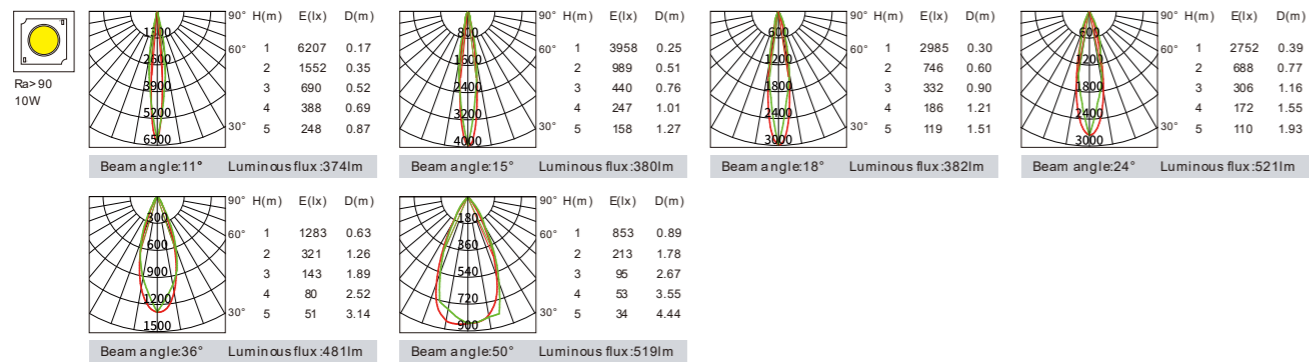 Ra>90
10W
90° H(m) E(lx) D(m)
1300
60° 1 6207 0.17
2600
2 1552 0.35
3900
3 690 0.52
5200
4 388 0.69
30° 5 248 0.87
6500
Beam angle:11° Luminous flux:374lm
90° H(m) E(lx) D(m)
800
60° 1 3958 0.25
1600
2 989 0.51
2400
3 440 0.76
3200
4 247 1.01
30° 5 158 1.27
4000
Beam angle:15° Luminous flux:380lm
90° H(m) E(lx) D(m)
600
60° 1 2985 0.30
1200
2 746 0.60
1800
3 332 0.90
2400
4 186 1.21
30° 5 119 1.51
3000
Beam angle:18° Luminous flux:382lm
90° H(m) E(lx) D(m)
600
60° 1 2752 0.39
1200
2 688 0.77
1800
3 306 1.16
2400
4 172 1.55
30° 5 110 1.93
3000
Beam angle:24° Luminous flux:521lm
90° H(m) E(lx) D(m)
300
60° 1 1283 0.63
600
2 321 1.26
900
3 143 1.89
1200
4 80 2.52
30° 5 51 3.14
1500
Beam angle:36° Luminous flux:481lm
90° H(m) E(lx) D(m)
180
60° 1 853 0.89
360
2 213 1.78
540
3 95 2.67
720
4 53 3.55
30° 5 34 4.44
900
Beam angle:50° Luminous flux:519lm